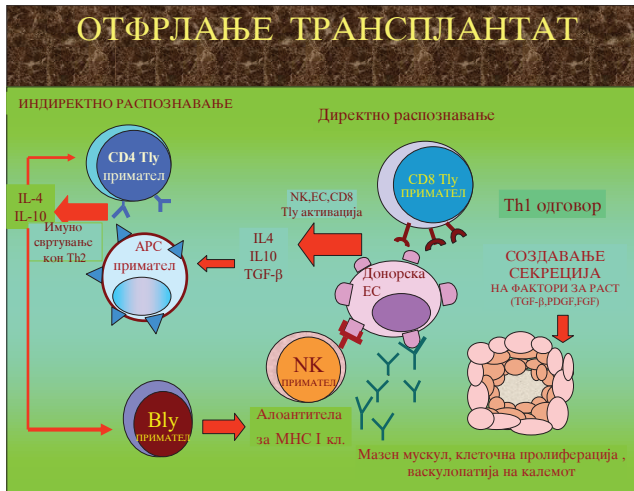 ОТФРЛАЊЕ ТРАНСПЛАНТАТ
ИНДИРЕКТНО РАСПОЗНАВАЊЕ
Директно распознавање
CD4 Tly
примател
IL-4
IL-10
Имуно
свртување
кон Th2
APC
примател
IL4
IL10
TGF-β
NK,EC,CD8
Tly активација
CD8 Tly
ПРИМАТЕЛ
Донорска
EC
Th1 одговор
СОЗДАВАЊЕ
СЕКРЕЦИЈА
НА ФАКТОРИ ЗА РАСТ
(TGF-β,PDGF,FGF)
NK
ПРИМАТЕЛ
Bly
ПРИМАТЕЛ
Алоантитела
за МНС I кл.
Мазен мускул, клеточна пролиферација ,
васкулопатија на калемот